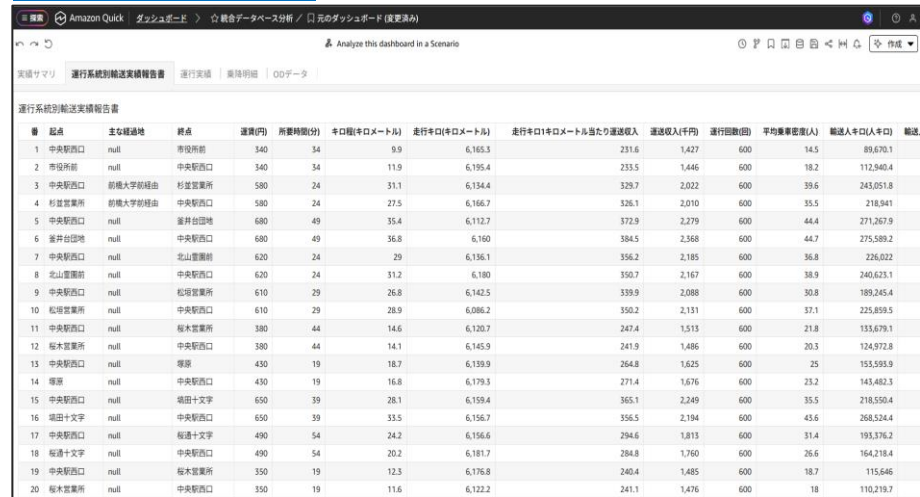 探索 Amazon Quick ダッシュボード > ☆ 統合データベース分析 / 元のダッシュボード (変更済み)
Analyze this dashboard in a Scenario
作成 ▼
実績サマリ 運行系統別輸送実績報告書 運行実績 乗降明細 ODデータ
運行系統別輸送実績報告書
番 起点 主な経過地 終点 運賃(円) 所要時間(分) キロ程(キロメートル) 走行キロ(キロメートル) 走行キロ1キロメートル当たり運送収入 運送収入(千円) 運行回数(回) 平均乗車密度(人) 輸送人キロ(人キロ) 輸送
1 中央駅西口 null 市役所前 340 34 9.9 6,165.3 231.6 1,427 600 14.5 89,670.1
2 市役所前 null 中央駅西口 340 34 11.9 6,195.4 233.5 1,446 600 18.2 112,940.4
3 中央駅西口 前橋大学前経由 杉並営業所 580 24 31.1 6,134.4 329.7 2,022 600 39.6 243,051.8
4 杉並営業所 前橋大学前経由 中央駅西口 580 24 27.5 6,166.7 326.1 2,010 600 35.5 218,941
5 中央駅西口 null 釜井台団地 680 49 35.4 6,112.7 372.9 2,279 600 44.4 271,267.9
6 釜井台団地 null 中央駅西口 680 49 36.8 6,160 384.5 2,368 600 44.7 275,589.2
7 中央駅西口 null 北山霊園前 620 24 29 6,136.1 356.2 2,185 600 36.8 226,022
8 北山霊園前 null 中央駅西口 620 24 31.2 6,180 350.7 2,167 600 38.9 240,623.1
9 中央駅西口 null 松垣営業所 610 29 26.8 6,142.5 339.9 2,088 600 30.8 189,245.4
10 松垣営業所 null 中央駅西口 610 29 28.9 6,086.2 350.2 2,131 600 37.1 225,859.5
11 中央駅西口 null 桜木営業所 380 44 14.6 6,120.7 247.4 1,513 600 21.8 133,679.1
12 桜木営業所 null 中央駅西口 380 44 14.1 6,145.9 241.9 1,486 600 20.3 124,972.8
13 中央駅西口 null 塚原 430 19 18.7 6,139.9 264.8 1,625 600 25 153,593.9
14 塚原 null 中央駅西口 430 19 16.8 6,179.3 271.4 1,676 600 23.2 143,482.3
15 中央駅西口 null 塙田十文字 650 39 28.1 6,159.4 365.1 2,249 600 35.5 218,550.4
16 塙田十文字 null 中央駅西口 650 39 33.5 6,156.7 356.5 2,194 600 43.6 268,524.4
17 中央駅西口 null 桜通十文字 490 54 24.2 6,156.6 294.6 1,813 600 31.4 193,376.2
18 桜通十文字 null 中央駅西口 490 54 20.2 6,181.7 284.8 1,760 600 26.6 164,218.4
19 中央駅西口 null 桜木営業所 350 19 12.3 6,176.8 240.4 1,485 600 18.7 115,646
20 桜木営業所 null 中央駅西口 350 19 11.6 6,122.2 241.1 1,476 600 18 110,219.7